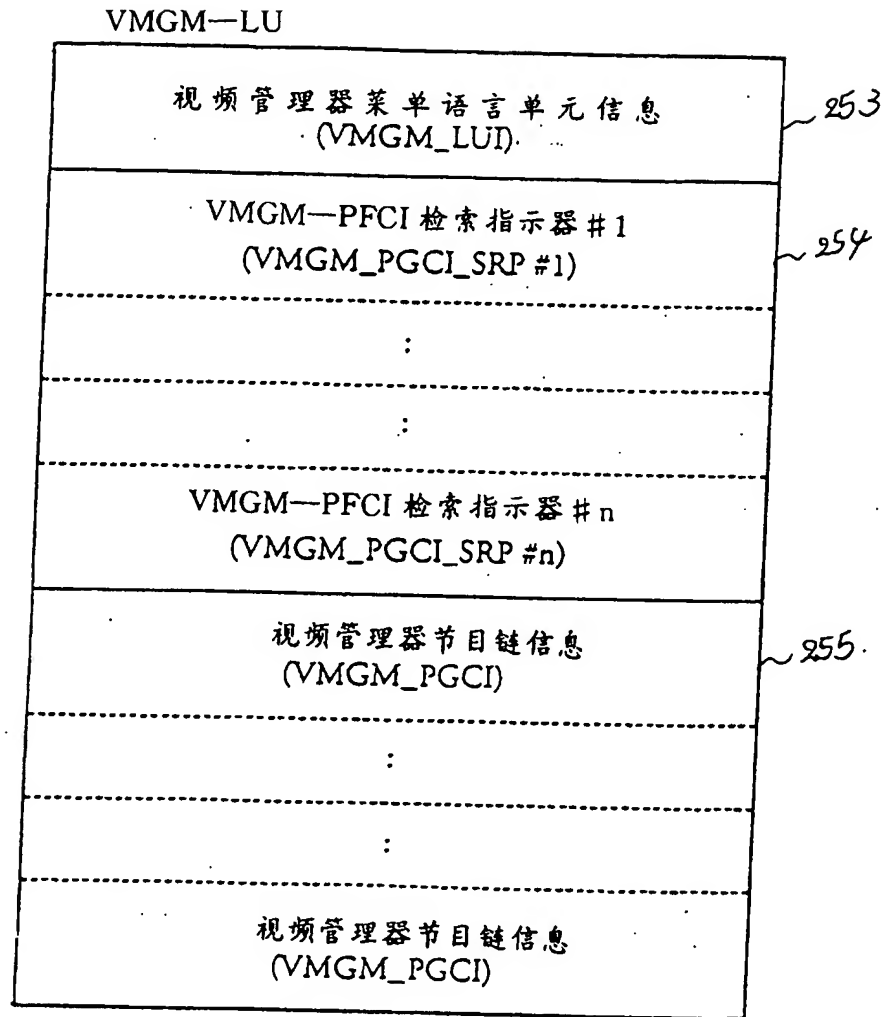 VMGM—LU
视频管理器菜单语言单元信息
(VMGM_LUI)
253
VMGM—PFCI 检索指示器 #1
(VMGM_PGCI_SRP #1)
254
:
:
VMGM—PFCI 检索指示器 #n
(VMGM_PGCI_SRP #n)
视频管理器节目链信息
(VMGM_PGCI)
255
:
:
视频管理器节目链信息
(VMGM_PGCI)